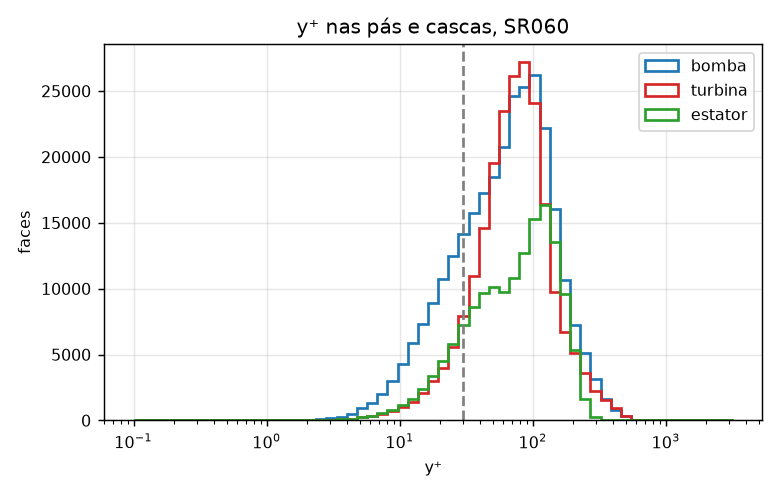 y⁺ nas pás e cascas, SR060
bomba
turbina
estator
faces
25000
20000
15000
10000
5000
0
10⁻¹
10⁰
10¹
10²
10³
y⁺